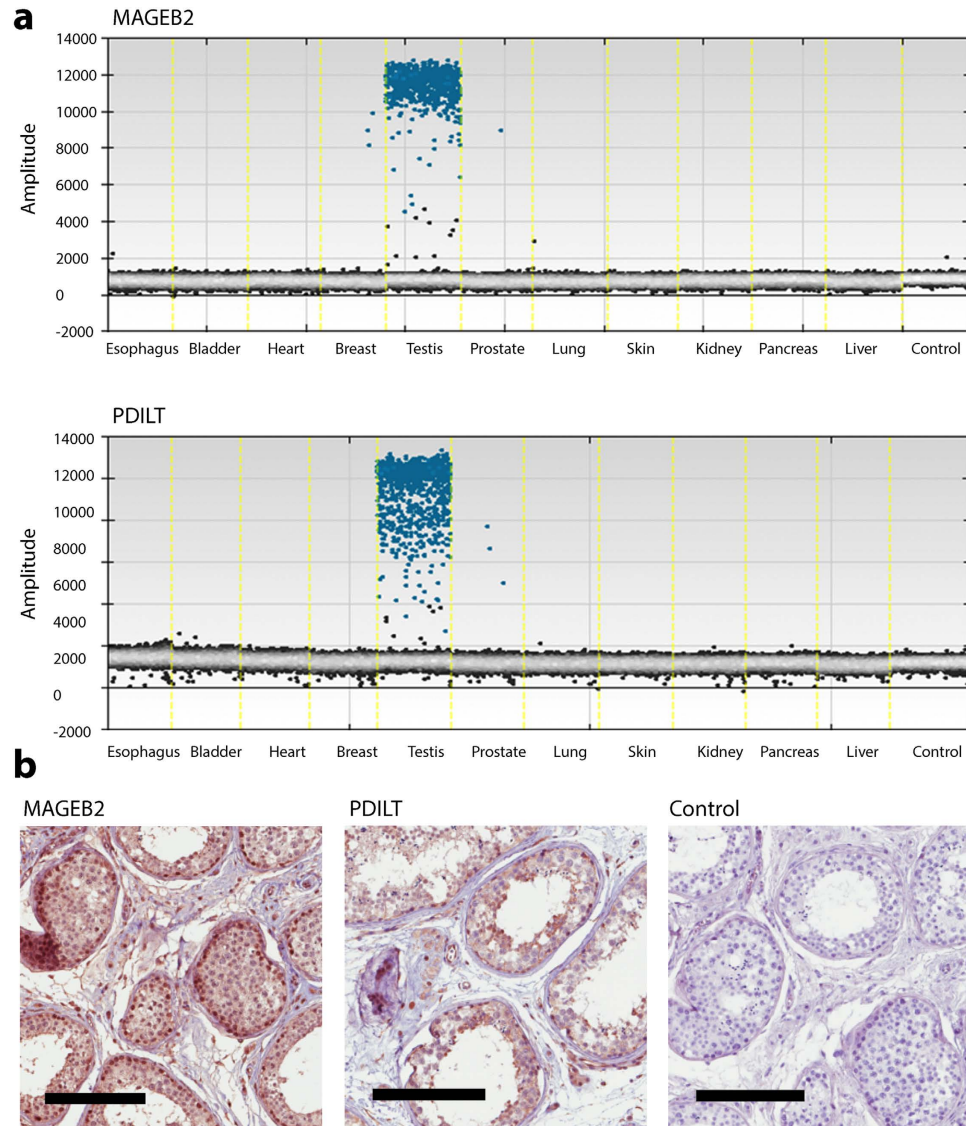 a
MAGEB2
14000
12000
10000
8000
6000
4000
2000
0
-2000
Amplitude
Esophagus Bladder Heart Breast Testis Prostate Lung Skin Kidney Pancreas Liver Control
PDILT
14000
12000
10000
8000
6000
4000
2000
0
-2000
Amplitude
Esophagus Bladder Heart Breast Testis Prostate Lung Skin Kidney Pancreas Liver Control
b
MAGEB2 PDILT Control